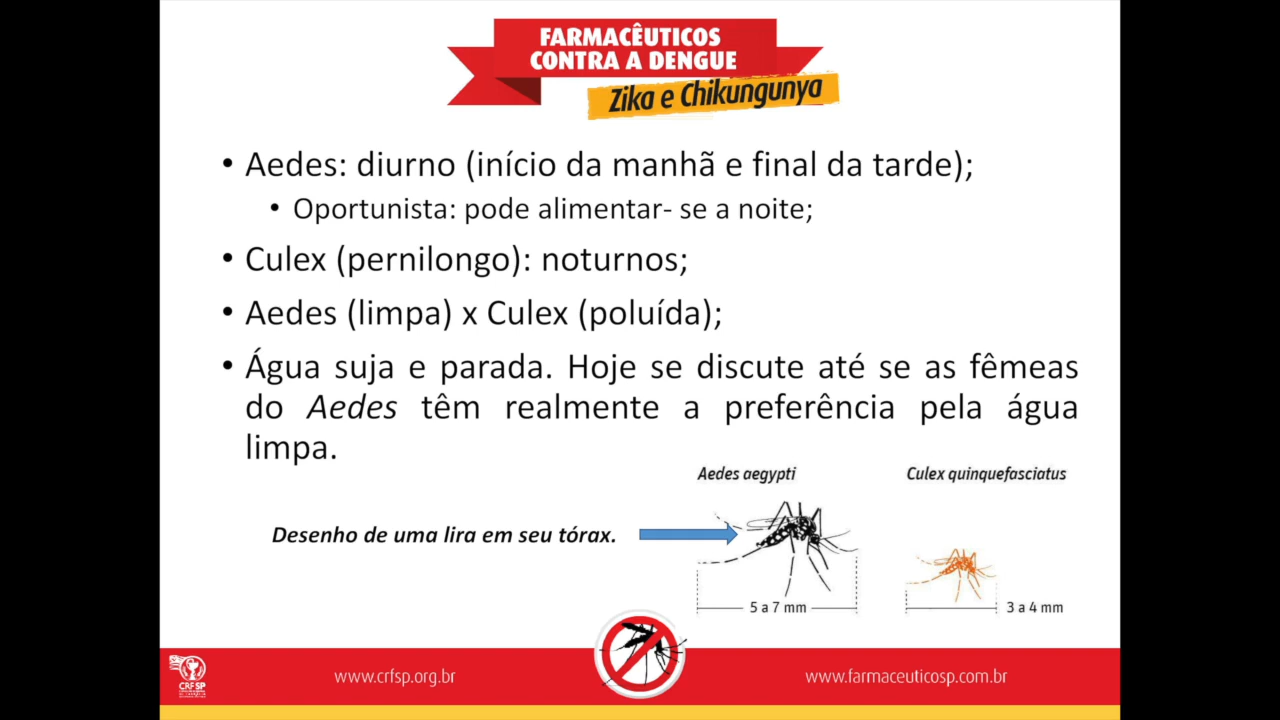 FARMACÊUTICOS
CONTRA A DENGUE
Zika e Chikungunya
• Aedes: diurno (início da manhã e final da tarde);
• Oportunista: pode alimentar- se a noite;
• Culex (pernilongo): noturnos;
• Aedes (limpa) x Culex (poluída);
• Água suja e parada. Hoje se discute até se as fêmeas
do Aedes têm realmente a preferência pela água
limpa.
Aedes aegypti
Culex quinquefasciatus
Desenho de uma lira em seu tórax.
5 a 7 mm
3 a 4 mm
CRF SP
www.crfsp.org.br
www.farmaceuticosp.com.br